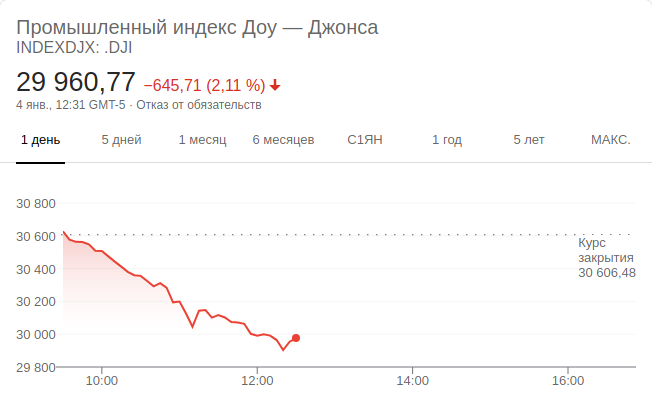 Промышленный индекс Доу — Джонса
INDEXDJX: .DJI
29 960,77 −645,71 (2,11 %)
4 янв., 12:31 GMT-5 · Отказ от обязательств
1 день 5 дней 1 месяц 6 месяцев С1ЯН 1 год 5 лет МАКС.
30 800
30 600
Курс
закрытия
30 606,48
30 400
30 200
30 000
29 800
10:00 12:00 14:00 16:00